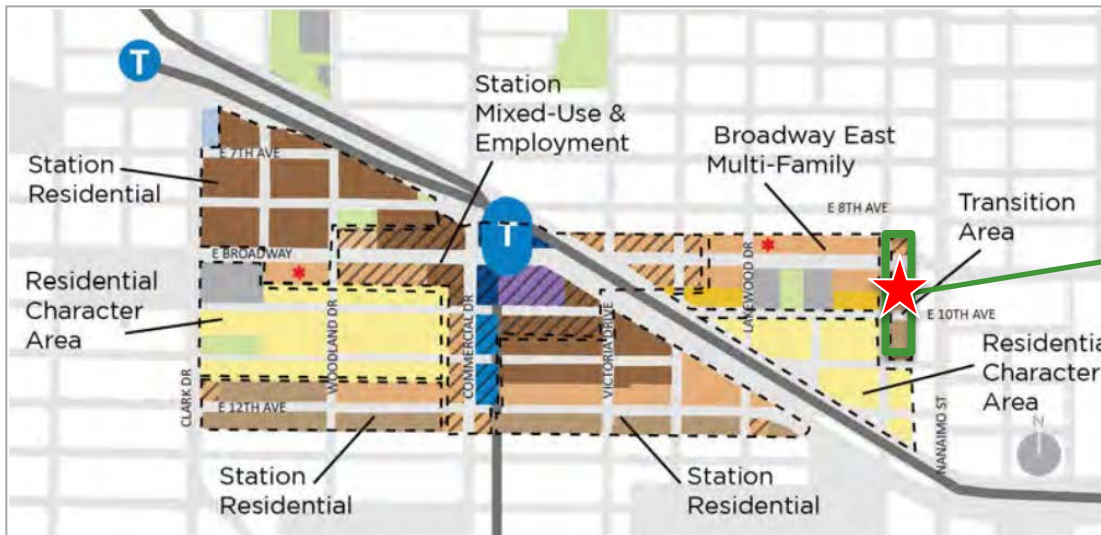 T
Station
Mixed-Use &
Employment
Broadway East
Multi-Family
E 7TH AVE
Station
Residential
E 8TH AVE
Transition
Area
T
E BROADWAY
LAKEWOOD DR
Residential
Character
Area
E 10TH AVE
WOODLAND DR
COMMERCIAL DR
VICTORIA DRIVE
Residentia
Character
Area
CLARK DR
E 12TH AVE
NANAIMO ST
N
Station
Residential
Station
Residential